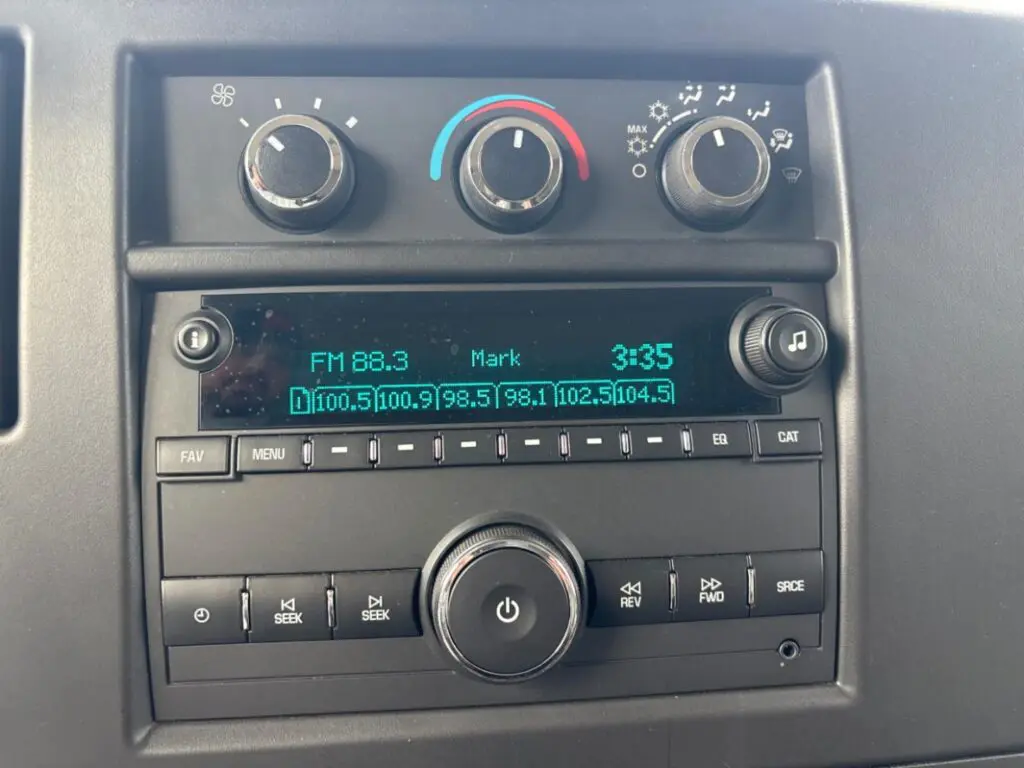 MAX
FM 88.3 Mark 3:35
1 100.5 100.9 98.5 98.1 102.5 104.5
FAV MENU EQ CAT
SEEK SEEK REV FWD SRCE